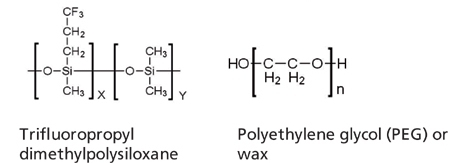 CF₃
CH₂
CH₂ CH₃
O Si O Si
CH₃ X CH₃ Y
HO C C O H
H₂ H₂
n
Trifluoropropyl
dimethylpolysiloxane
Polyethylene glycol (PEG) or
wax